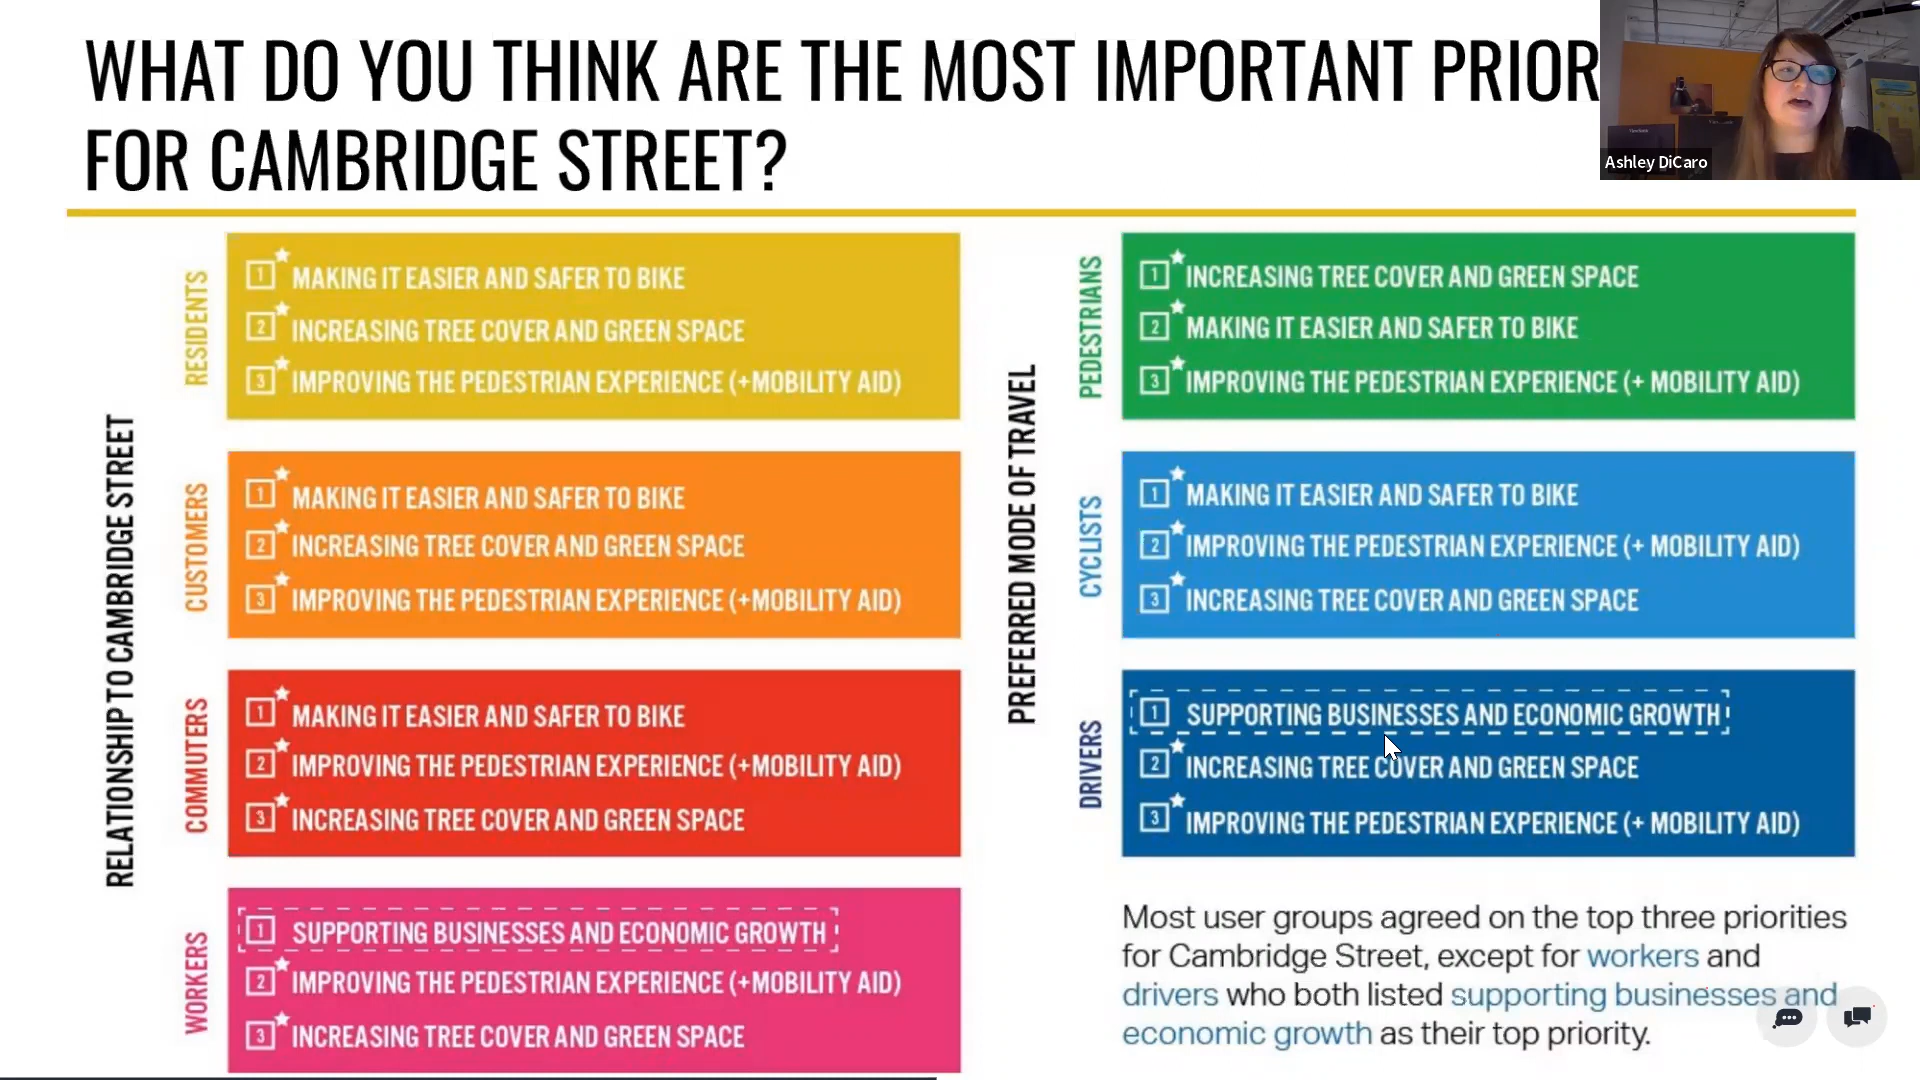 WHAT DO YOU THINK ARE THE MOST IMPORTANT PRIOR
FOR CAMBRIDGE STREET?
Ashley DiCaro
RELATIONSHIP TO CAMBRIDGE STREET
RESIDENTS
1 MAKING IT EASIER AND SAFER TO BIKE
2 INCREASING TREE COVER AND GREEN SPACE
3 IMPROVING THE PEDESTRIAN EXPERIENCE (+MOBILITY AID)
CUSTOMERS
1 MAKING IT EASIER AND SAFER TO BIKE
2 INCREASING TREE COVER AND GREEN SPACE
3 IMPROVING THE PEDESTRIAN EXPERIENCE (+MOBILITY AID)
COMMUTERS
1 MAKING IT EASIER AND SAFER TO BIKE
2 IMPROVING THE PEDESTRIAN EXPERIENCE (+MOBILITY AID)
3 INCREASING TREE COVER AND GREEN SPACE
WORKERS
1 SUPPORTING BUSINESSES AND ECONOMIC GROWTH
2 IMPROVING THE PEDESTRIAN EXPERIENCE (+MOBILITY AID)
3 INCREASING TREE COVER AND GREEN SPACE
PREFERRED MODE OF TRAVEL
PEDESTRIANS
1 INCREASING TREE COVER AND GREEN SPACE
2 MAKING IT EASIER AND SAFER TO BIKE
3 IMPROVING THE PEDESTRIAN EXPERIENCE (+ MOBILITY AID)
CYCLISTS
1 MAKING IT EASIER AND SAFER TO BIKE
2 IMPROVING THE PEDESTRIAN EXPERIENCE (+ MOBILITY AID)
3 INCREASING TREE COVER AND GREEN SPACE
DRIVERS
1 SUPPORTING BUSINESSES AND ECONOMIC GROWTH
2 INCREASING TREE COVER AND GREEN SPACE
3 IMPROVING THE PEDESTRIAN EXPERIENCE (+ MOBILITY AID)
Most user groups agreed on the top three priorities
for Cambridge Street, except for workers and
drivers who both listed supporting businesses and
economic growth as their top priority.